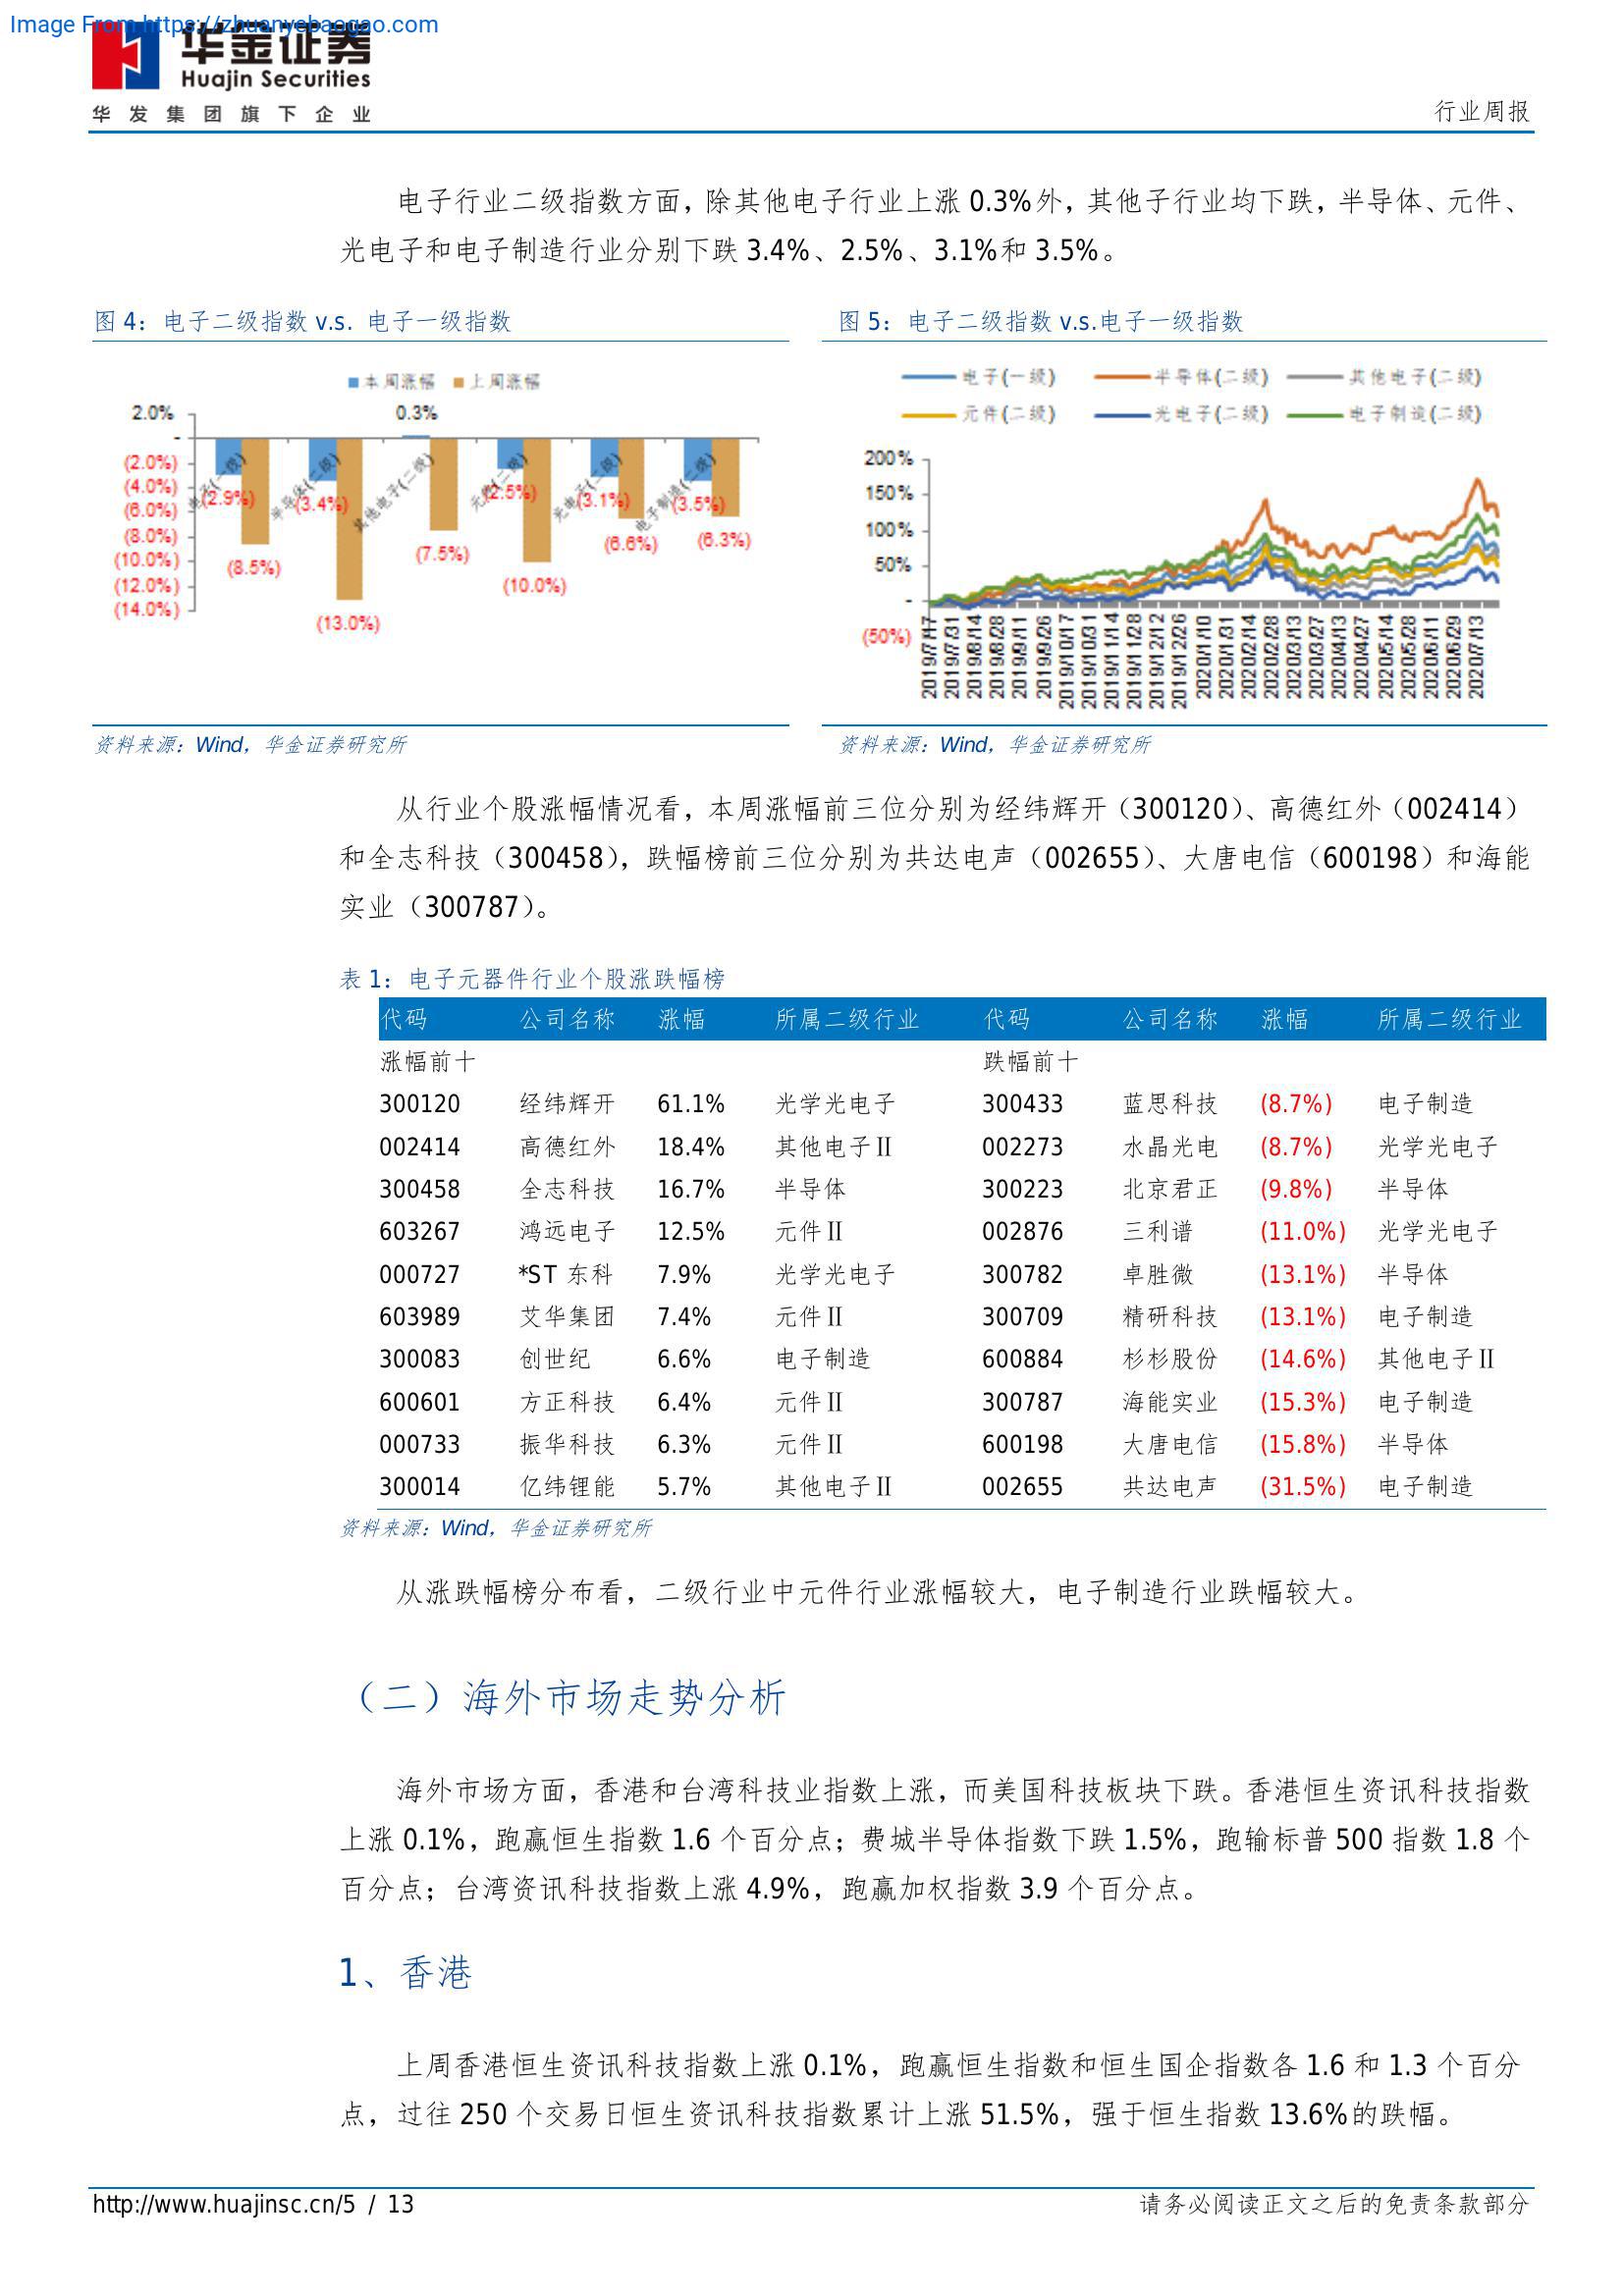 Image From https://zhuanyebaogao.com
华金证券
Huajin Securities
华发集团旗下企业
行业周报
电子行业二级指数方面，除其他电子行业上涨 0.3%外，其他子行业均下跌，半导体、元件、
光电子和电子制造行业分别下跌 3.4%、2.5%、3.1%和 3.5%。
图 4：电子二级指数 v.s. 电子一级指数
本周涨幅 上周涨幅
2.0%
-
(2.0%)
(4.0%)
(6.0%)
(8.0%)
(10.0%)
(12.0%)
(14.0%)
0.3%
电子(一级) 半导体(二级) 其他电子(二级) 元件(二级) 光电子(二级) 电子制造(二级)
(2.9%) (3.4%) (2.5%) (3.1%) (3.5%)
(8.5%) (13.0%) (7.5%) (10.0%) (6.6%) (6.3%)
图 5：电子二级指数 v.s.电子一级指数
电子(一级) 半导体(二级) 其他电子(二级)
元件(二级) 光电子(二级) 电子制造(二级)
200%
150%
100%
50%
-
(50%)
2019/7/17 2019/7/31 2019/8/14 2019/8/28 2019/9/11 2019/9/26 2019/10/17 2019/10/31 2019/11/14 2019/11/28 2019/12/12 2019/12/26 2020/1/10 2020/1/31 2020/2/14 2020/2/28 2020/3/13 2020/3/27 2020/4/13 2020/4/27 2020/5/14 2020/5/28 2020/6/11 2020/6/29 2020/7/13
资料来源：Wind，华金证券研究所
资料来源：Wind，华金证券研究所
从行业个股涨幅情况看，本周涨幅前三位分别为经纬辉开（300120）、高德红外（002414）
和全志科技（300458），跌幅榜前三位分别为共达电声（002655）、大唐电信（600198）和海能
实业（300787）。
表 1：电子元器件行业个股涨跌幅榜
代码 公司名称 涨幅 所属二级行业 代码 公司名称 涨幅 所属二级行业
涨幅前十 跌幅前十
300120 经纬辉开 61.1% 光学光电子 300433 蓝思科技 (8.7%) 电子制造
002414 高德红外 18.4% 其他电子Ⅱ 002273 水晶光电 (8.7%) 光学光电子
300458 全志科技 16.7% 半导体 300223 北京君正 (9.8%) 半导体
603267 鸿远电子 12.5% 元件Ⅱ 002876 三利谱 (11.0%) 光学光电子
000727 *ST 东科 7.9% 光学光电子 300782 卓胜微 (13.1%) 半导体
603989 艾华集团 7.4% 元件Ⅱ 300709 精研科技 (13.1%) 电子制造
300083 创世纪 6.6% 电子制造 600884 杉杉股份 (14.6%) 其他电子Ⅱ
600601 方正科技 6.4% 元件Ⅱ 300787 海能实业 (15.3%) 电子制造
000733 振华科技 6.3% 元件Ⅱ 600198 大唐电信 (15.8%) 半导体
300014 亿纬锂能 5.7% 其他电子Ⅱ 002655 共达电声 (31.5%) 电子制造
资料来源：Wind，华金证券研究所
从涨跌幅榜分布看，二级行业中元件行业涨幅较大，电子制造行业跌幅较大。
（二）海外市场走势分析
海外市场方面，香港和台湾科技业指数上涨，而美国科技板块下跌。香港恒生资讯科技指数
上涨 0.1%，跑赢恒生指数 1.6 个百分点；费城半导体指数下跌 1.5%，跑输标普 500 指数 1.8 个
百分点；台湾资讯科技指数上涨 4.9%，跑赢加权指数 3.9 个百分点。
1、香港
上周香港恒生资讯科技指数上涨 0.1%，跑赢恒生指数和恒生国企指数各 1.6 和 1.3 个百分
点，过往 250 个交易日恒生资讯科技指数累计上涨 51.5%，强于恒生指数 13.6%的跌幅。
http://www.huajinsc.cn/5 / 13
请务必阅读正文之后的免责条款部分